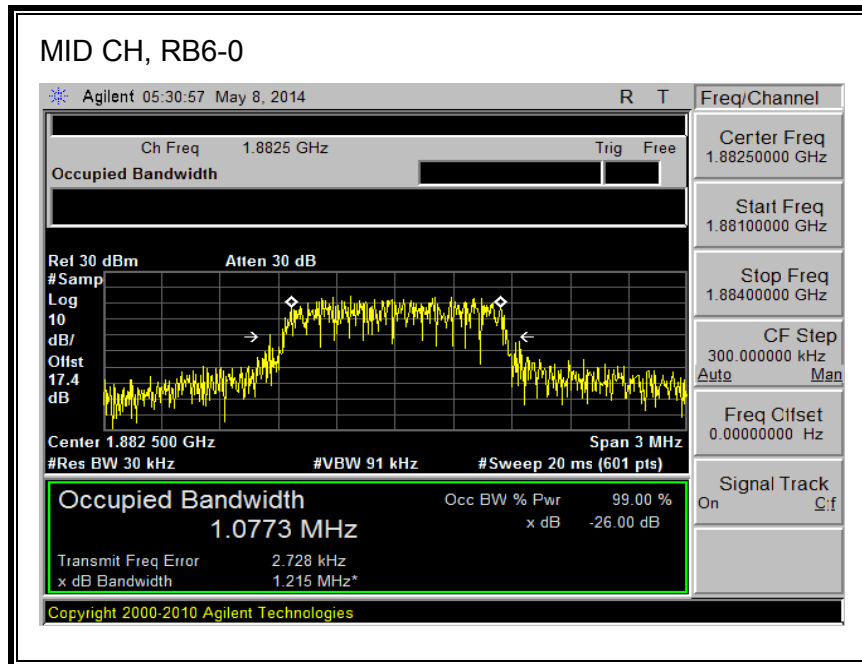 MID CH, RB6-0
Agilent 05:30:57 May 8, 2014 R T
Freq/Channel
Ch Freq 1.8825 GHz Trig Free
Occupied Bandwidth
Center Freq
1.88250000 GHz
Start Freq
1.88100000 GHz
Stop Freq
1.88400000 GHz
CF Step
300.000000 kHz
Auto Man
Freq Offset
0.00000000 Hz
Signal Track
On Off
Ref 30 dBm Atten 30 dB
#Samp
Log
10
dB/
Offst
17.4
dB
Center 1.882 500 GHz Span 3 MHz
#Res BW 30 kHz #VBW 91 kHz #Sweep 20 ms (601 pts)
Occupied Bandwidth
1.0773 MHz
Occ BW % Pwr 99.00 %
x dB -26.00 dB
Transmit Freq Error 2.728 kHz
x dB Bandwidth 1.215 MHz*
Copyright 2000-2010 Agilent Technologies